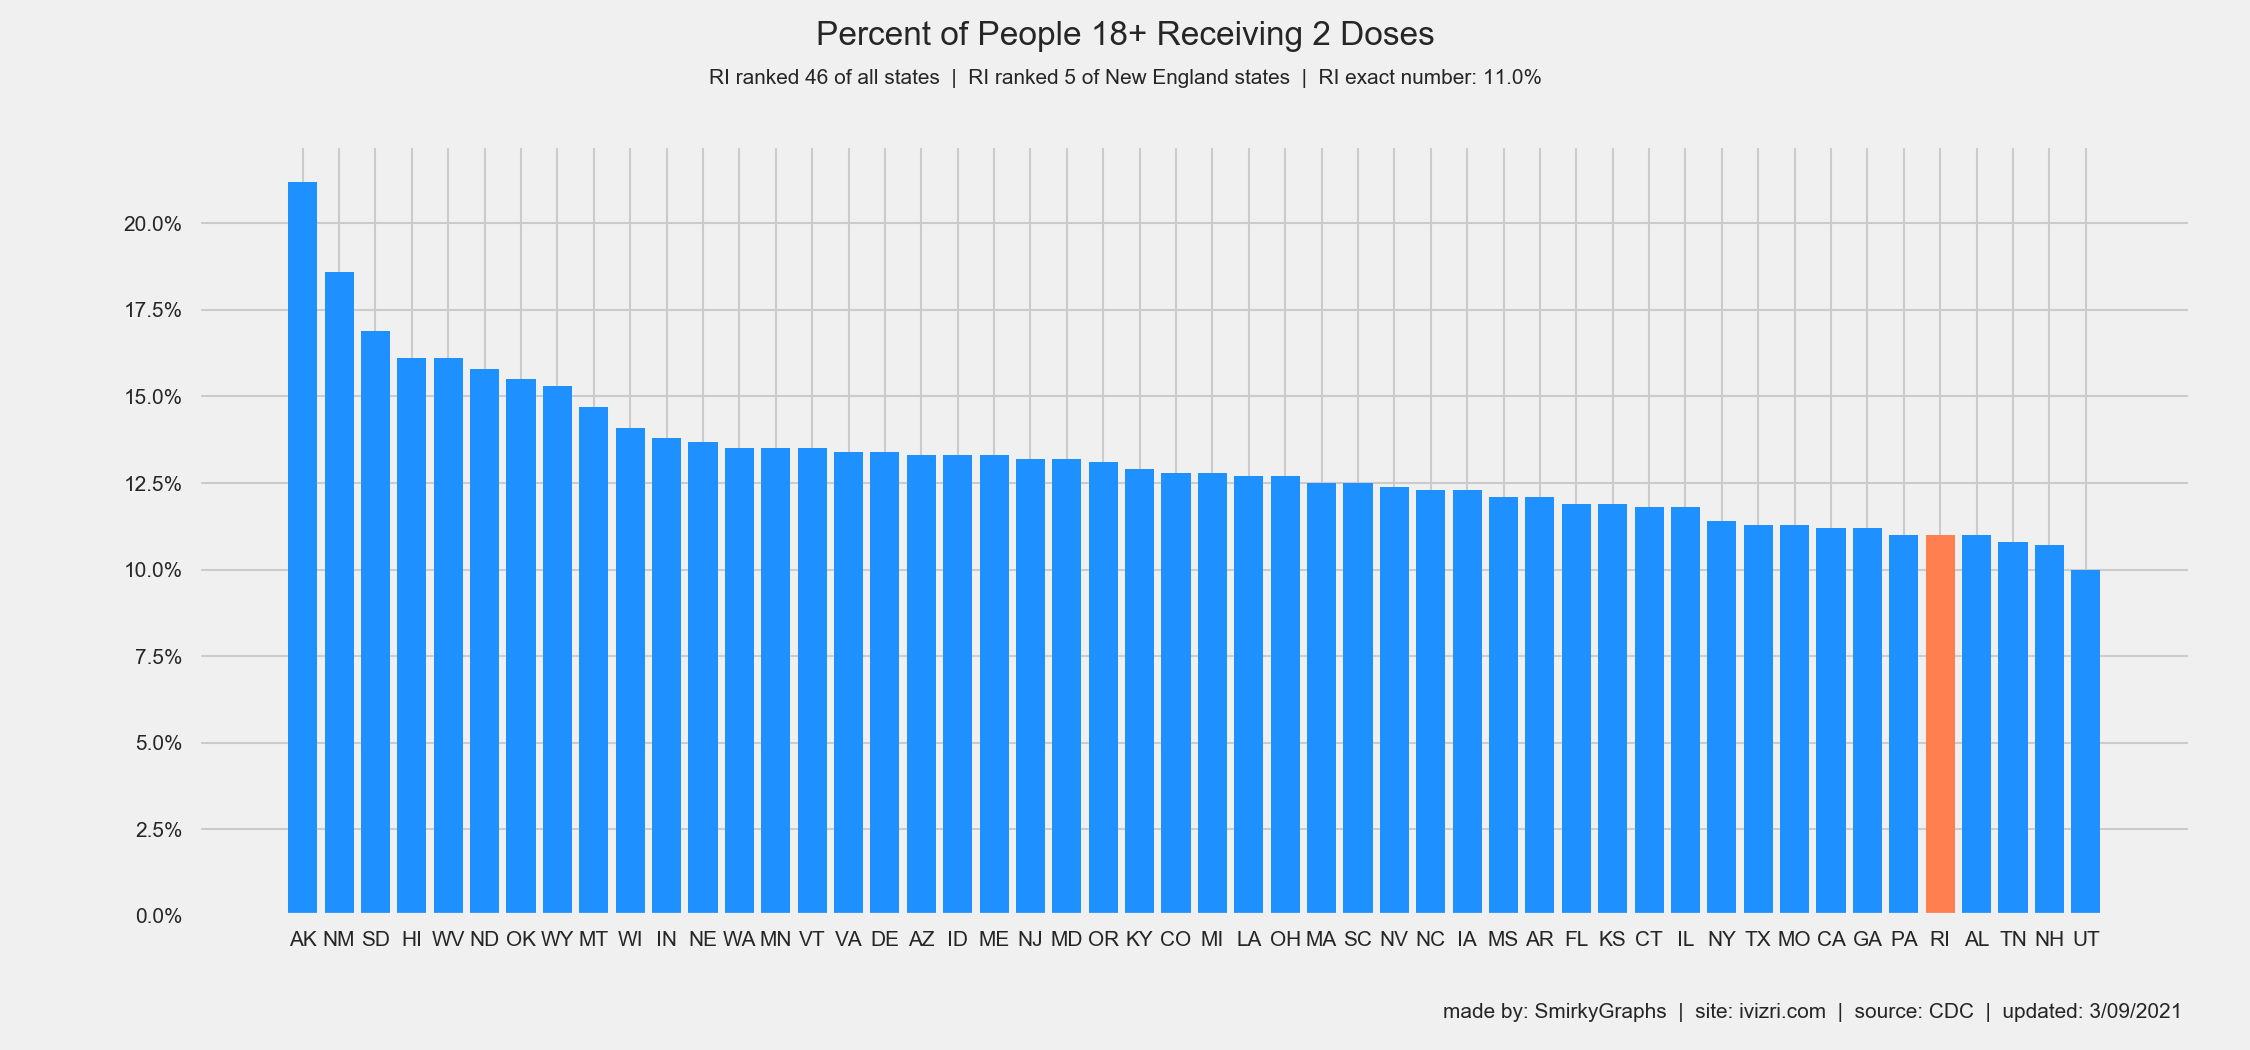 Percent of People 18+ Receiving 2 Doses
RI ranked 46 of all states | RI ranked 5 of New England states | RI exact number: 11.0%
20.0%
17.5%
15.0%
12.5%
10.0%
7.5%
5.0%
2.5%
0.0%
AK NM SD HI WV ND OK WY MT WI IN NE WA MN VT VA DE AZ ID ME NJ MD OR KY CO MI LA OH MA SC NV NC IA MS AR FL KS CT IL NY TX MO CA GA PA RI AL TN NH UT
made by: SmirkyGraphs | site: ivizri.com | source: CDC | updated: 3/09/2021